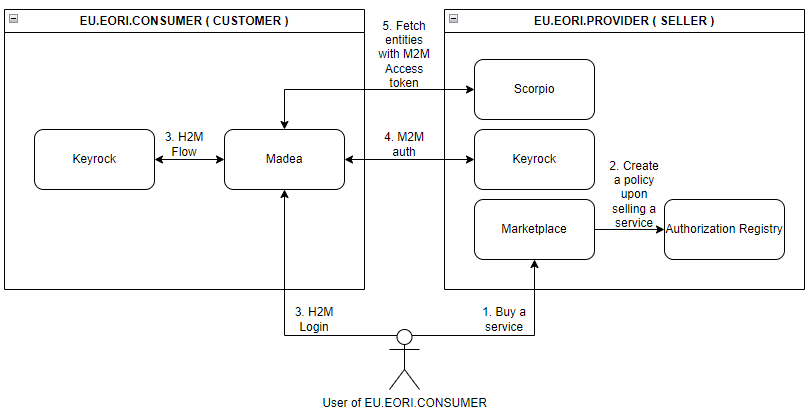 EU.EORI.CONSUMER ( CUSTOMER )
EU.EORI.PROVIDER ( SELLER )
5. Fetch
entities
with M2M
Access
token
Scorpio
Keyrock
3. H2M
Flow
Madea
4. M2M
auth
Keyrock
2. Create
a policy
upon
selling a
service
Marketplace
Authorization Registry
3. H2M
Login
1. Buy a
service
User of EU.EORI.CONSUMER